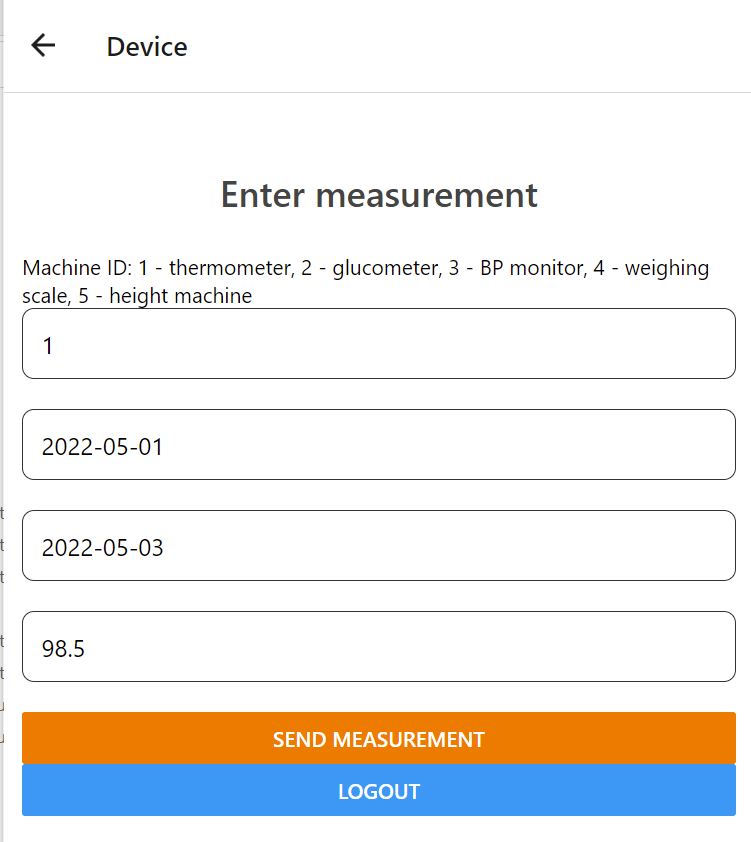 Device
Enter measurement
Machine ID: 1 - thermometer, 2 - glucometer, 3 - BP monitor, 4 - weighing
scale, 5 - height machine
1
2022-05-01
2022-05-03
98.5
SEND MEASUREMENT
LOGOUT